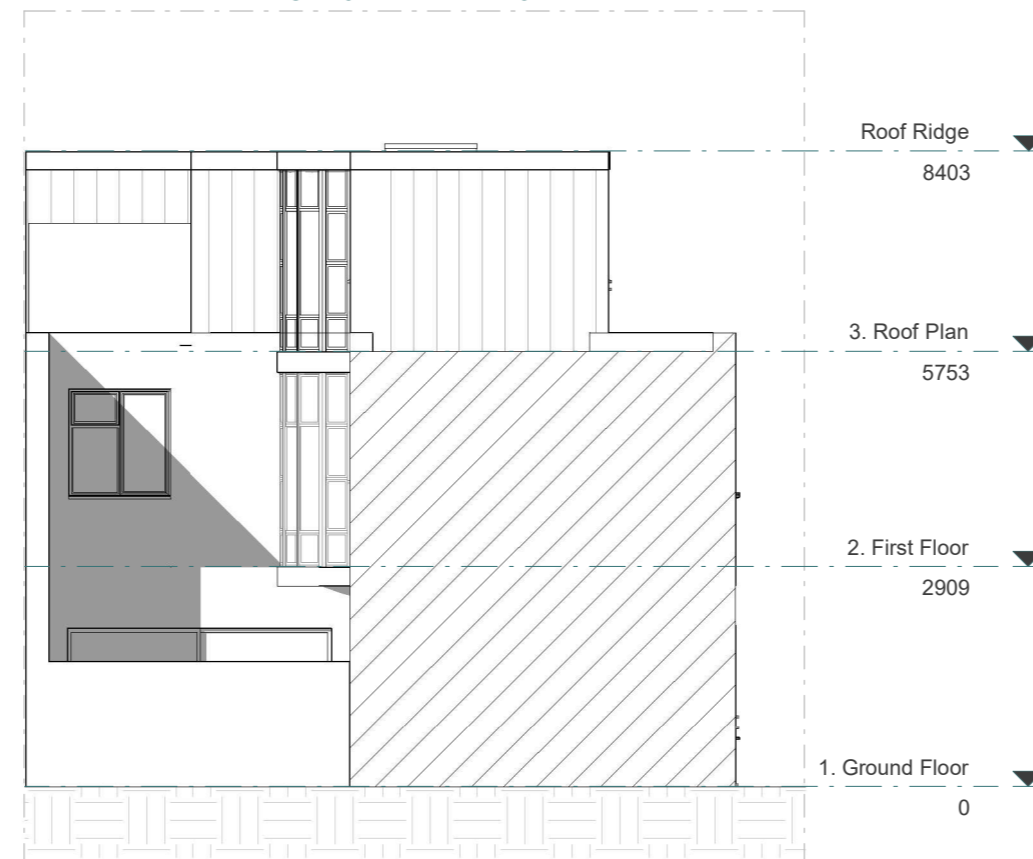 Roof Ridge
8403
3. Roof Plan
5753
2. First Floor
2909
1. Ground Floor
0